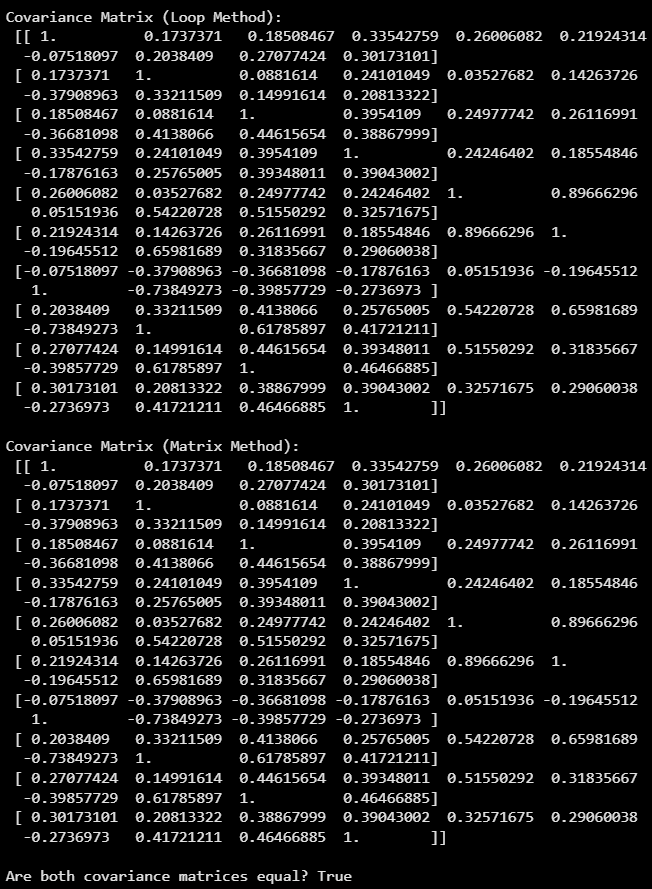 Covariance Matrix (Loop Method):
 [[ 1.          0.1737371   0.18508467  0.33542759  0.26006082  0.21924314
  -0.07518097  0.2038409   0.27077424  0.30173101]
 [ 0.1737371   1.          0.0881614   0.24101049  0.03527682  0.14263726
  -0.37908963  0.33211509  0.14991614  0.20813322]
 [ 0.18508467  0.0881614   1.          0.3954109   0.24977742  0.26116991
  -0.36681098  0.4138066   0.44615654  0.38867999]
 [ 0.33542759  0.24101049  0.3954109   1.          0.24246402  0.18554846
  -0.17876163  0.25765005  0.39348011  0.39043002]
 [ 0.26006082  0.03527682  0.24977742  0.24246402  1.          0.89666296
   0.05151936  0.54220728  0.51550292  0.32571675]
 [ 0.21924314  0.14263726  0.26116991  0.18554846  0.89666296  1.
  -0.19645512  0.65981689  0.31835667  0.29060038]
 [-0.07518097 -0.37908963 -0.36681098 -0.17876163  0.05151936 -0.19645512
   1.         -0.73849273 -0.39857729 -0.2736973 ]
 [ 0.2038409   0.33211509  0.4138066   0.25765005  0.54220728  0.65981689
  -0.73849273  1.          0.61785897  0.41721211]
 [ 0.27077424  0.14991614  0.44615654  0.39348011  0.51550292  0.31835667
  -0.39857729  0.61785897  1.          0.46466885]
 [ 0.30173101  0.20813322  0.38867999  0.39043002  0.32571675  0.29060038
  -0.2736973   0.41721211  0.46466885  1.        ]]

Covariance Matrix (Matrix Method):
 [[ 1.          0.1737371   0.18508467  0.33542759  0.26006082  0.21924314
  -0.07518097  0.2038409   0.27077424  0.30173101]
 [ 0.1737371   1.          0.0881614   0.24101049  0.03527682  0.14263726
  -0.37908963  0.33211509  0.14991614  0.20813322]
 [ 0.18508467  0.0881614   1.          0.3954109   0.24977742  0.26116991
  -0.36681098  0.4138066   0.44615654  0.38867999]
 [ 0.33542759  0.24101049  0.3954109   1.          0.24246402  0.18554846
  -0.17876163  0.25765005  0.39348011  0.39043002]
 [ 0.26006082  0.03527682  0.24977742  0.24246402  1.          0.89666296
   0.05151936  0.54220728  0.51550292  0.32571675]
 [ 0.21924314  0.14263726  0.26116991  0.18554846  0.89666296  1.
  -0.19645512  0.65981689  0.31835667  0.29060038]
 [-0.07518097 -0.37908963 -0.36681098 -0.17876163  0.05151936 -0.19645512
   1.         -0.73849273 -0.39857729 -0.2736973 ]
 [ 0.2038409   0.33211509  0.4138066   0.25765005  0.54220728  0.65981689
  -0.73849273  1.          0.61785897  0.41721211]
 [ 0.27077424  0.14991614  0.44615654  0.39348011  0.51550292  0.31835667
  -0.39857729  0.61785897  1.          0.46466885]
 [ 0.30173101  0.20813322  0.38867999  0.39043002  0.32571675  0.29060038
  -0.2736973   0.41721211  0.46466885  1.        ]]

Are both covariance matrices equal? True